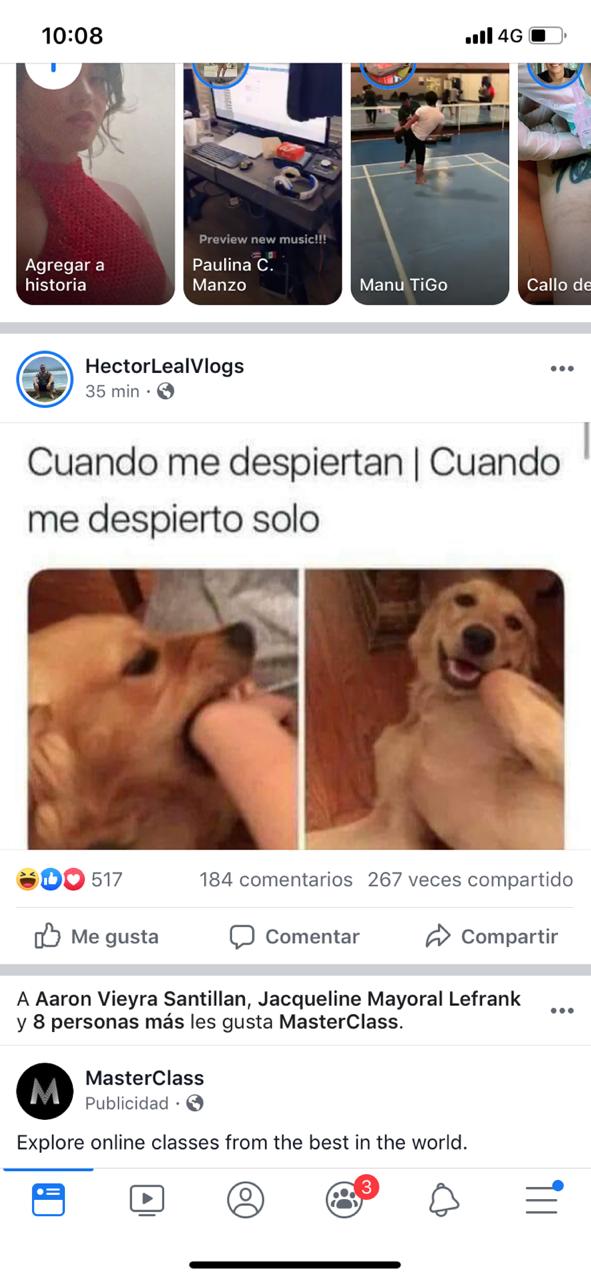 10:08
4G
Preview new music!!!
Agregar a
historia
Paulina C.
Manzo
Manu TiGo
Callo de
HectorLealVlogs
35 min ·
Cuando me despiertan | Cuando
me despierto solo
517 184 comentarios 267 veces compartido
Me gusta Comentar Compartir
A Aaron Vieyra Santillan, Jacqueline Mayoral Lefrank
y 8 personas más les gusta MasterClass.
M
MasterClass
Publicidad ·
Explore online classes from the best in the world.
3